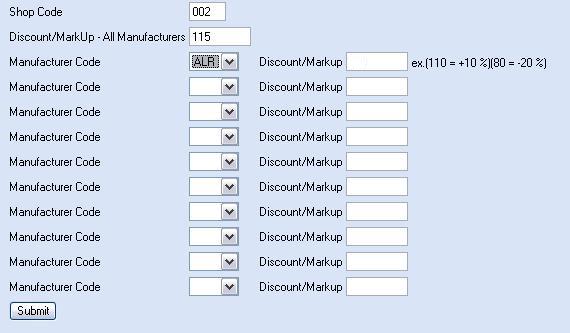 Shop Code 002
Discount/MarkUp - All Manufacturers 115
Manufacturer Code ALR Discount/Markup ex.(110 = +10 %)(80 = -20 %)
Manufacturer Code Discount/Markup
Manufacturer Code Discount/Markup
Manufacturer Code Discount/Markup
Manufacturer Code Discount/Markup
Manufacturer Code Discount/Markup
Manufacturer Code Discount/Markup
Manufacturer Code Discount/Markup
Manufacturer Code Discount/Markup
Manufacturer Code Discount/Markup
Submit